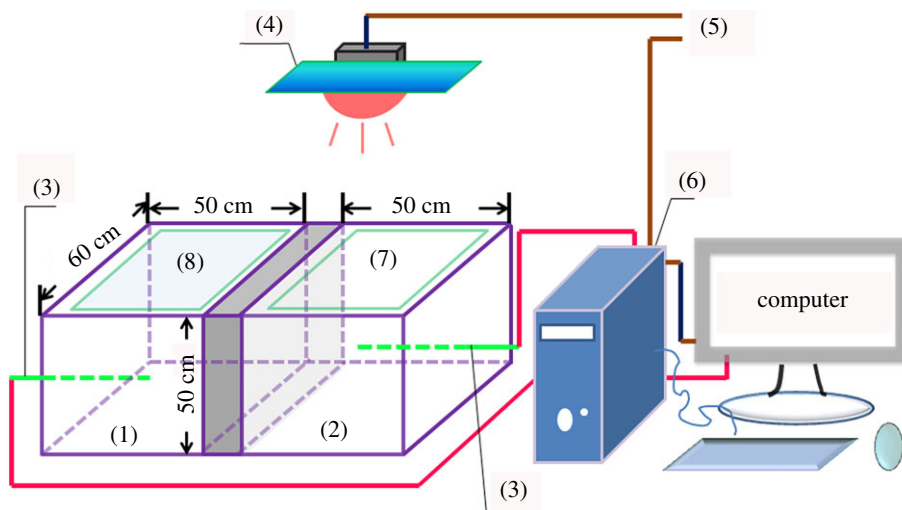 (4)
(5)
(3)
(6)
50 cm
50 cm
60 cm
(8)
(7)
computer
50 cm
(1)
(2)
(3)